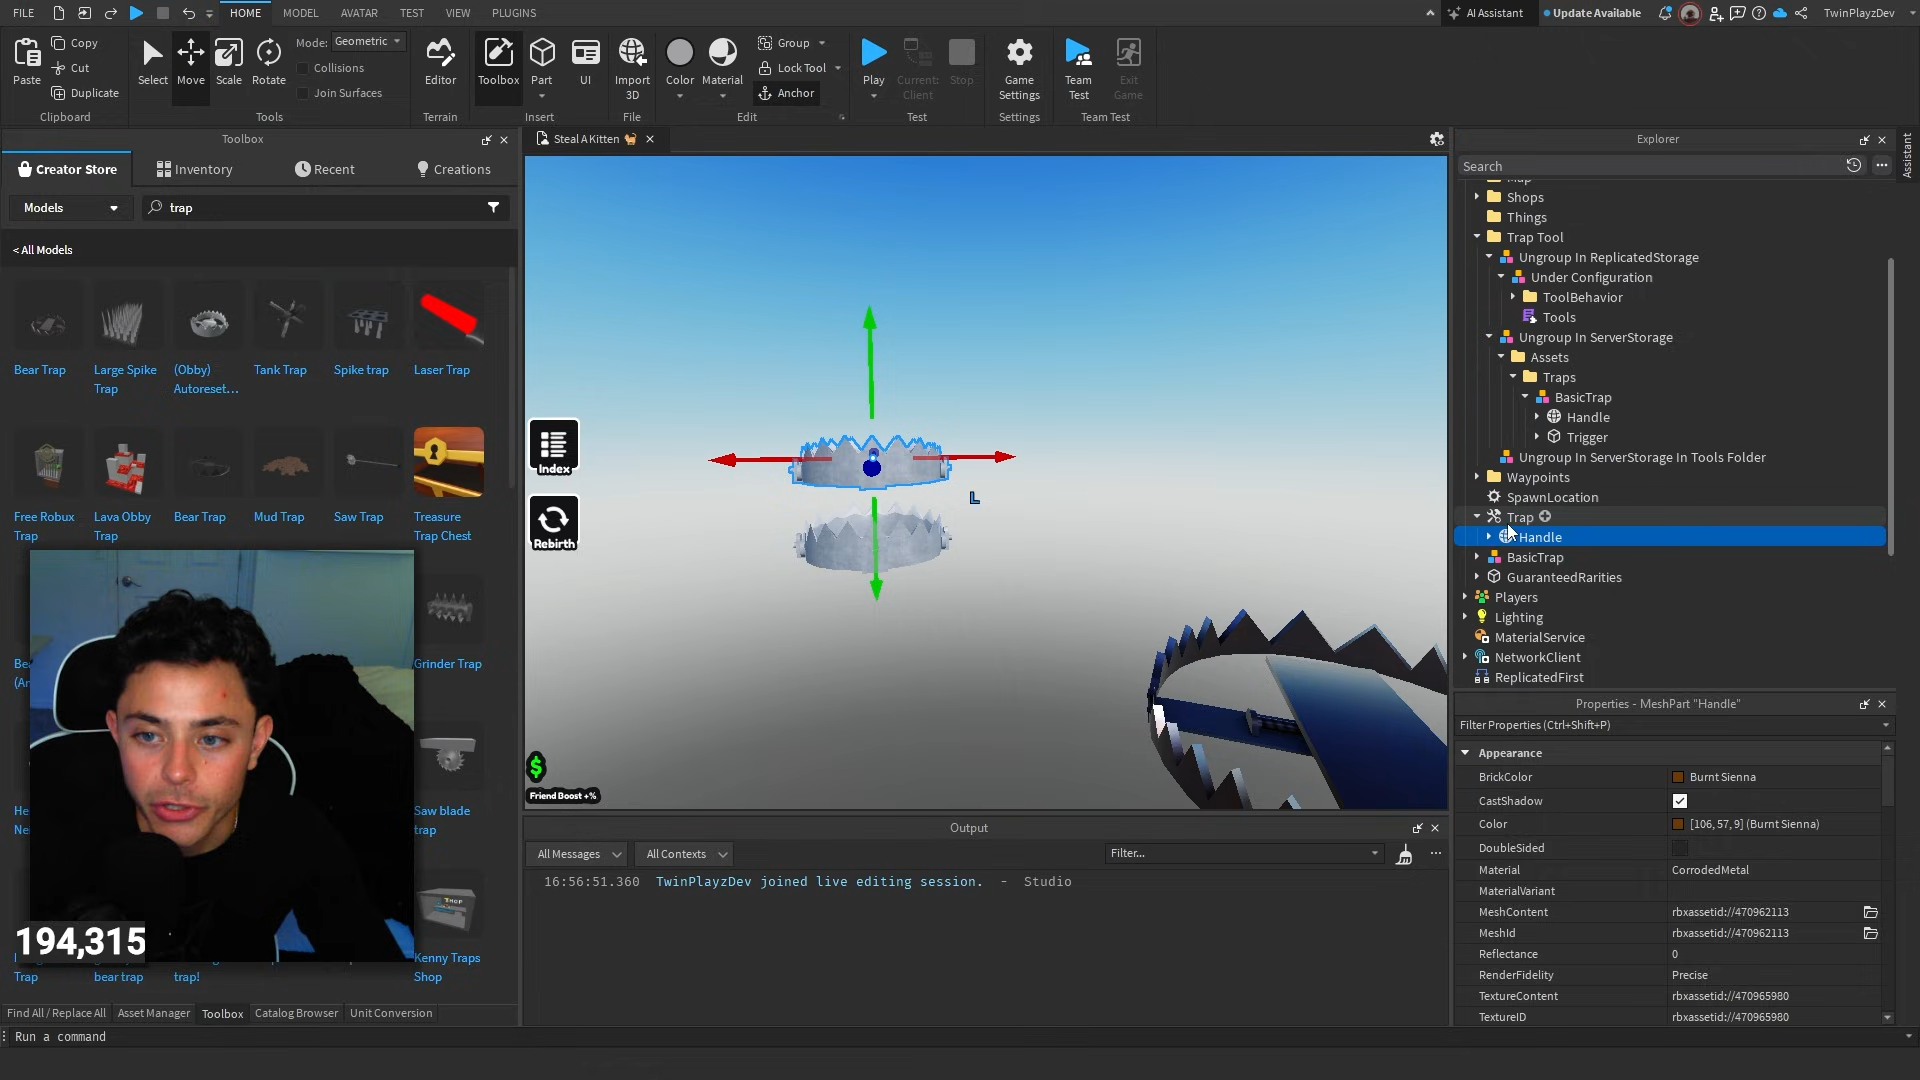 FILE HOME MODEL AVATAR TEST VIEW PLUGINS AI Assistant Update Available TwinPlayzDev
Paste Copy Cut Duplicate Clipboard
Select Move Scale Rotate Mode: Geometric Collisions Join Surfaces Tools
Editor Terrain
Toolbox Part UI Insert
Import 3D File
Color Material Group Lock Tool Anchor Edit
Play Current: Client Stop Test
Game Settings Settings
Team Test Exit Game Team Test
Toolbox
Creator Store Inventory Recent Creations
Models trap
< All Models
Bear Trap
Large Spike Trap
(Obby) Autoreset...
Tank Trap
Spike trap
Laser Trap
Free Robux Trap
Lava Obby Trap
Bear Trap
Mud Trap
Saw Trap
Treasure Trap Chest
Grinder Trap
Saw blade trap
Trap
bear trap
trap!
Kenny Traps Shop
194,315
Find All / Replace All Asset Manager Toolbox Catalog Browser Unit Conversion
Run a command
Steal A Kitten
Index
Rebirth
L
$
Friend Boost +%
Output
All Messages All Contexts Filter...
16:56:51.360 TwinPlayzDev joined live editing session. - Studio
Explorer
Search
Map
Shops
Things
Trap Tool
Ungroup In ReplicatedStorage
Under Configuration
ToolBehavior
Tools
Ungroup In ServerStorage
Assets
Traps
BasicTrap
Handle
Trigger
Ungroup In ServerStorage In Tools Folder
Waypoints
SpawnLocation
Trap
Handle
BasicTrap
GuaranteedRarities
Players
Lighting
MaterialService
NetworkClient
ReplicatedFirst
Assistant
Properties - MeshPart "Handle"
Filter Properties (Ctrl+Shift+P)
Appearance
BrickColor Burnt Sienna
CastShadow
Color [106, 57, 9] (Burnt Sienna)
DoubleSided
Material CorrodedMetal
MaterialVariant
MeshContent rbxassetid://470962113
MeshId rbxassetid://470962113
Reflectance 0
RenderFidelity Precise
TextureContent rbxassetid://470965980
TextureID rbxassetid://470965980